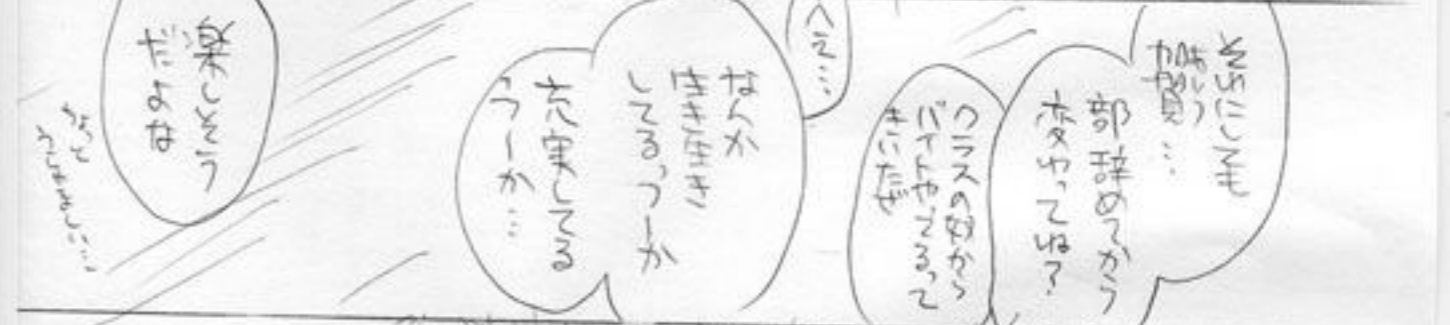 それにしても
あいつ
加賀…
部辞めてから
変わってね?
クラスの奴から
バイトやってるって
きいたぜ
へえ…
なんか
生き生き
してるっつーか
充実してる
っつーか…
楽しそう
だよな
ちょっと
うらやましい…